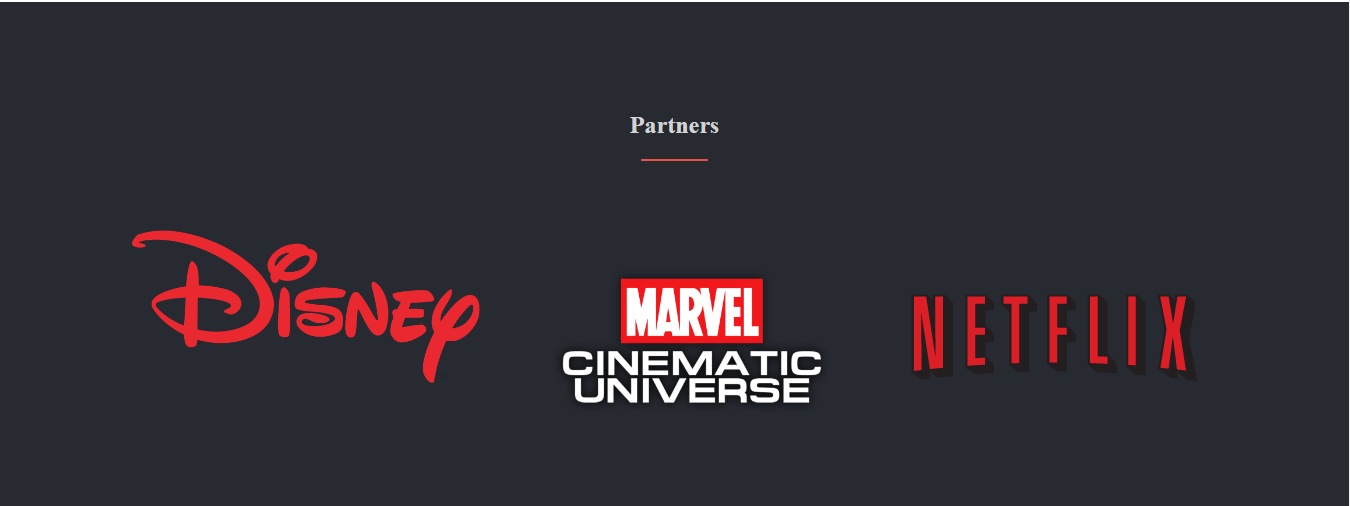 Partners
Disney
MARVEL
CINEMATIC
UNIVERSE
NETFLIX